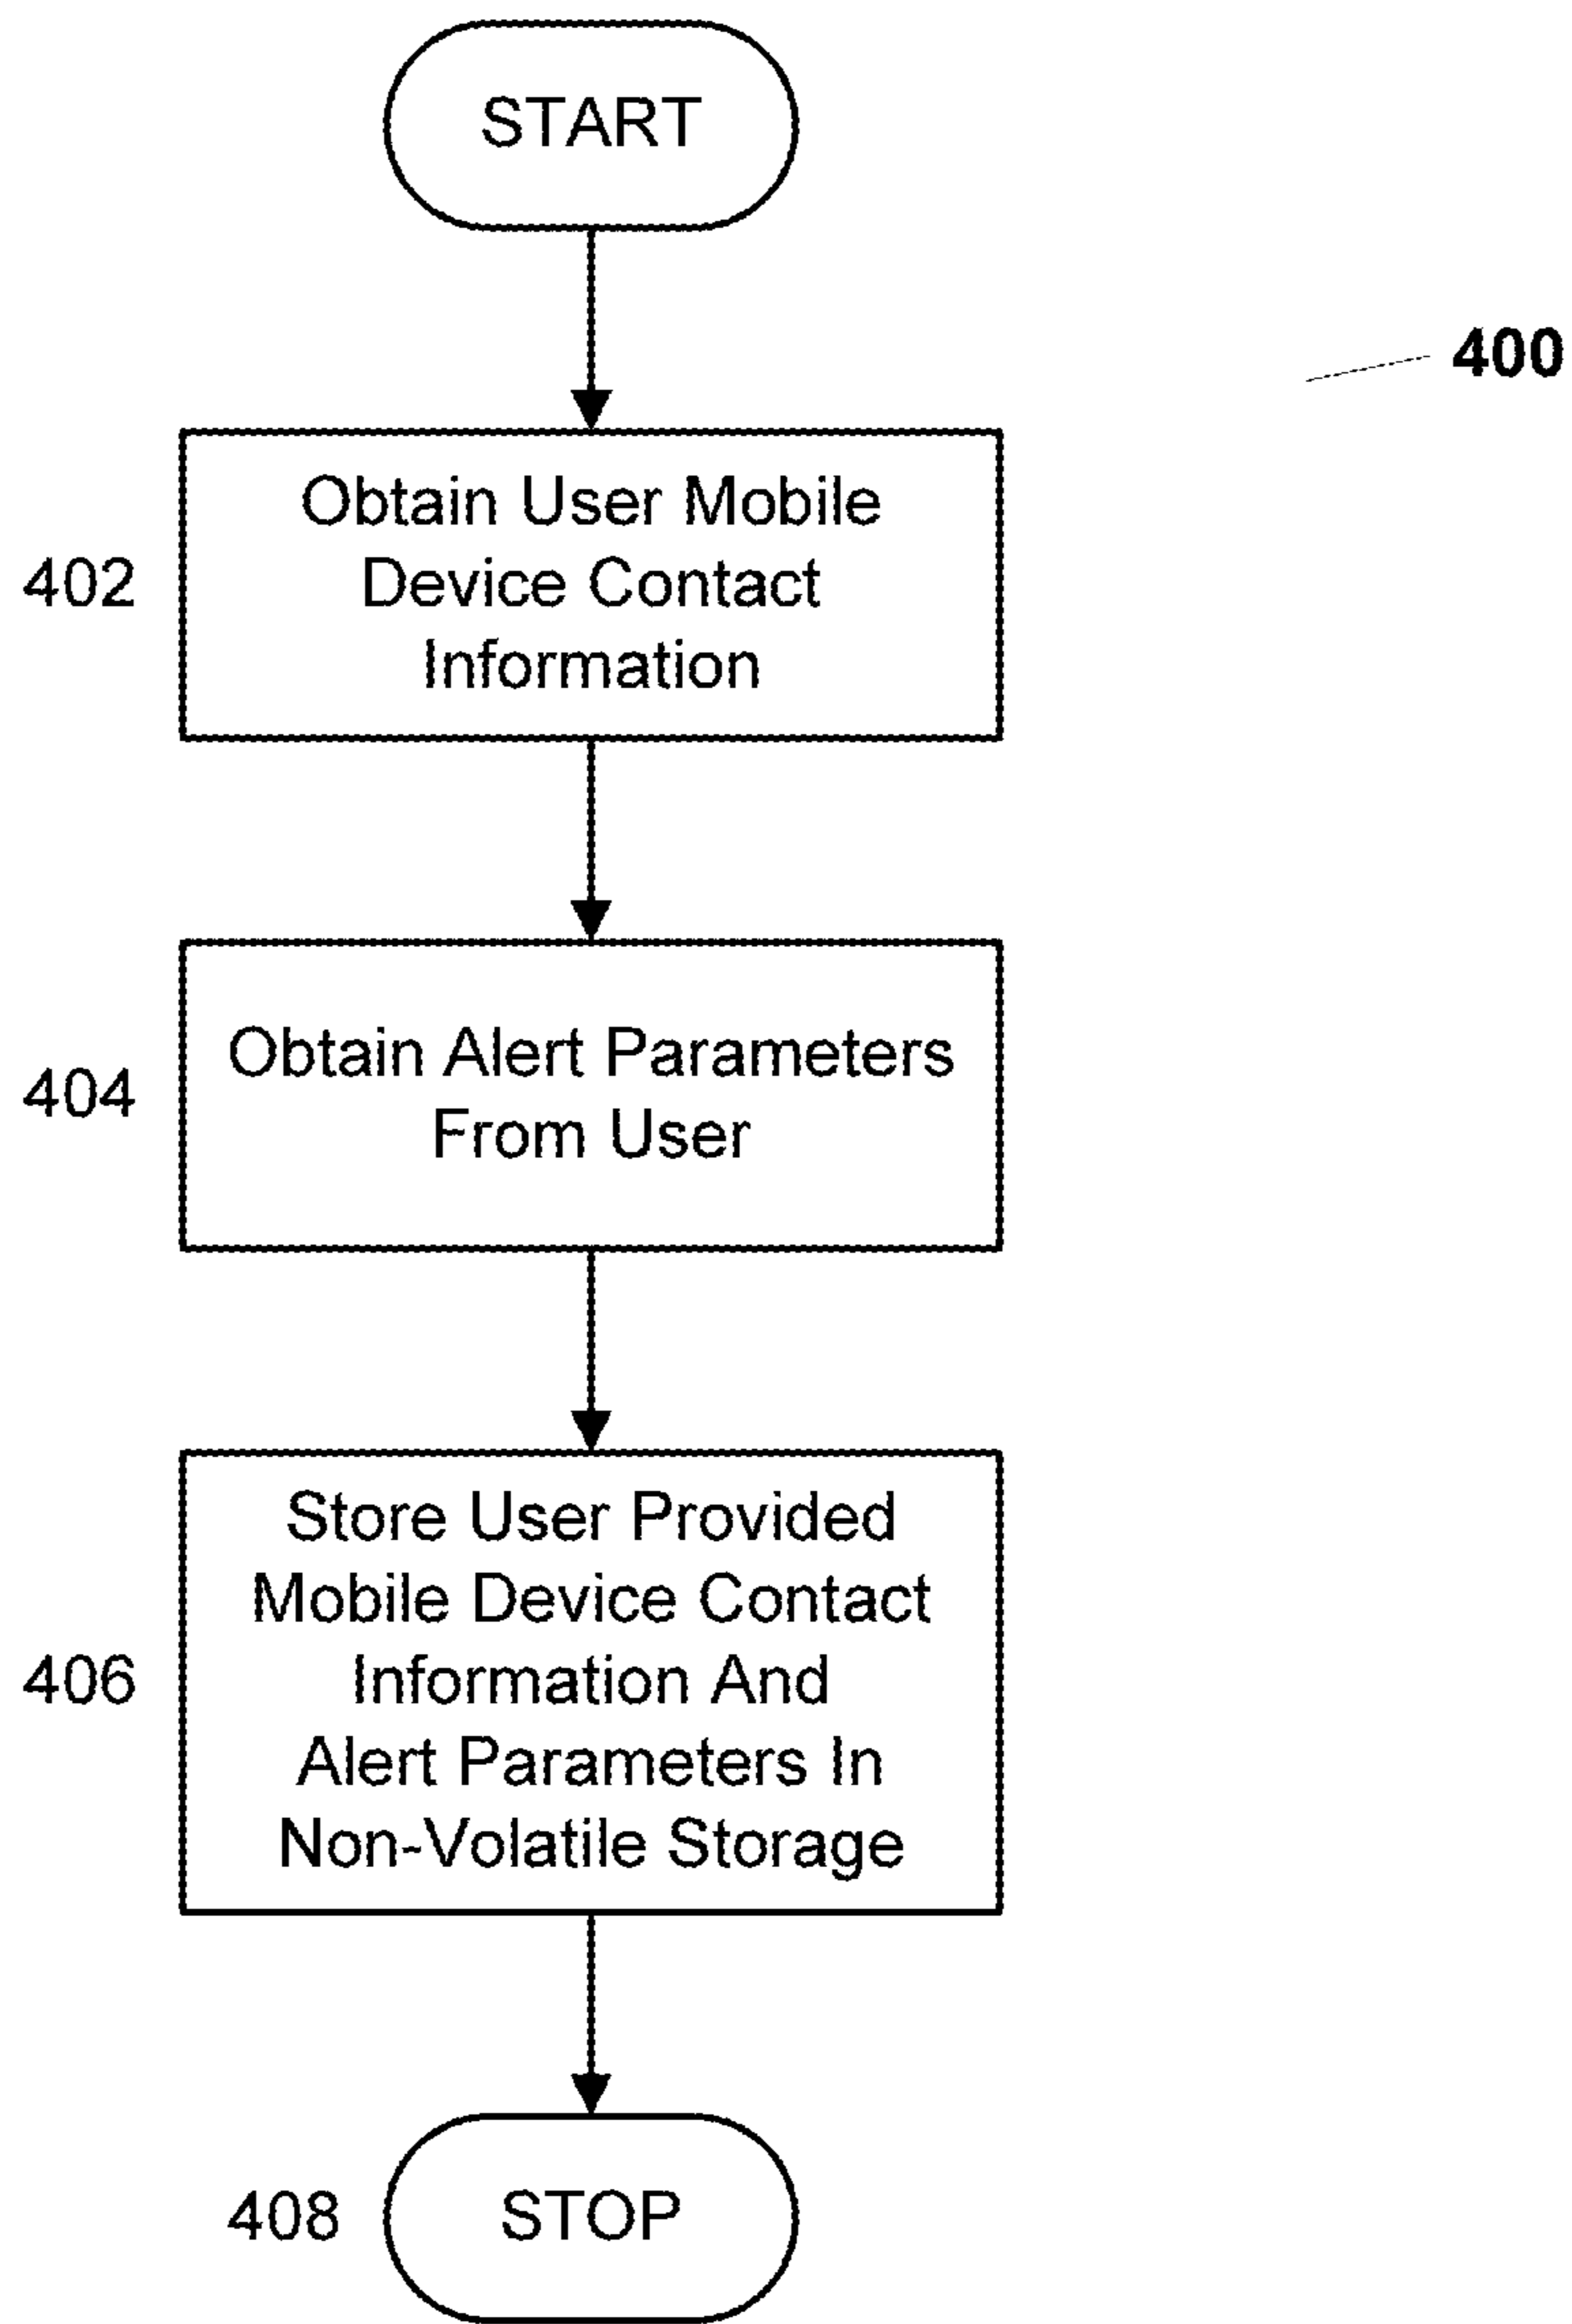 START
400
402
Obtain User Mobile
Device Contact
Information
404
Obtain Alert Parameters
From User
406
Store User Provided
Mobile Device Contact
Information And
Alert Parameters In
Non-Volatile Storage
408
STOP